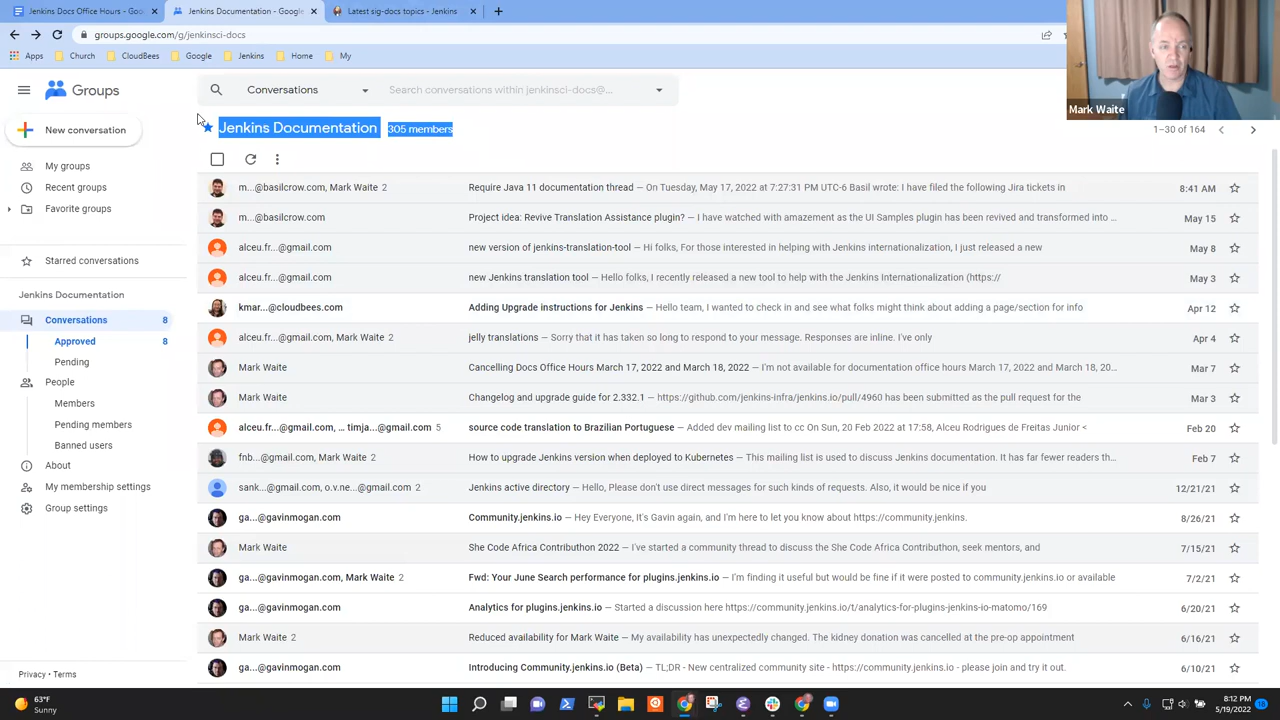 Jenkins Docs Office Hours - Goo
Jenkins Documentation - Google
Latest sig-docs topics - Jenkins
groups.google.com/g/jenkinsci-docs
Apps Church CloudBees Google Jenkins Home My
Mark Waite
Groups
Conversations
Search conversations within jenkinsci-docs@...
New conversation
Jenkins Documentation 305 members
1–30 of 164
My groups
Recent groups
Favorite groups
Starred conversations
Jenkins Documentation
Conversations 8
Approved 8
Pending
People
Members
Pending members
Banned users
About
My membership settings
Group settings
Privacy • Terms
m...@basilcrow.com, Mark Waite 2 Require Java 11 documentation thread — On Tuesday, May 17, 2022 at 7:27:31 PM UTC-6 Basil wrote: I have filed the following Jira tickets in 8:41 AM
m...@basilcrow.com Project idea: Revive Translation Assistance plugin? — I have watched with amazement as the UI Samples plugin has been revived and transformed into ... May 15
alceu.fr...@gmail.com new version of jenkins-translation-tool — Hi folks, For those interested in helping with Jenkins internationalization, I just released a new May 8
alceu.fr...@gmail.com new Jenkins translation tool — Hello folks, I recently released a new tool to help with the Jenkins Internationalization (https:// May 3
kmar...@cloudbees.com Adding Upgrade instructions for Jenkins — Hello team, I wanted to check in and see what folks might think about adding a page/section for info Apr 12
alceu.fr...@gmail.com, Mark Waite 2 jelly translations — Sorry that it has taken so long to respond to your message. Responses are inline. I've only Apr 4
Mark Waite Cancelling Docs Office Hours March 17, 2022 and March 18, 2022 — I'm not available for documentation office hours March 17, 2022 and March 18, 20... Mar 7
Mark Waite Changelog and upgrade guide for 2.332.1 — https://github.com/jenkins-infra/jenkins.io/pull/4960 has been submitted as the pull request for the Mar 3
alceu.fr...@gmail.com, ... timja...@gmail.com 5 source code translation to Brazilian Portuguese — Added dev mailing list to cc On Sun, 20 Feb 2022 at 17:58, Alceu Rodrigues de Freitas Junior < Feb 20
fnb...@gmail.com, Mark Waite 2 How to upgrade Jenkins version when deployed to Kubernetes — This mailing list is used to discuss Jenkins documentation. It has far fewer readers th... Feb 7
sank...@gmail.com, o.v.ne...@gmail.com 2 Jenkins active directory — Hello, Please don't use direct messages for such kinds of requests. Also, it would be nice if you 12/21/21
ga...@gavinmogan.com Community.jenkins.io — Hey Everyone, It's Gavin again, and I'm here to let you know about https://community.jenkins. 8/26/21
Mark Waite She Code Africa Contributhon 2022 — I've started a community thread to discuss the She Code Africa Contributhon, seek mentors, and 7/15/21
ga...@gavinmogan.com, Mark Waite 2 Fwd: Your June Search performance for plugins.jenkins.io — I'm finding it useful but would be fine if it were posted to community.jenkins.io or available 7/2/21
ga...@gavinmogan.com Analytics for plugins.jenkins.io — Started a discussion here https://community.jenkins.io/t/analytics-for-plugins-jenkins-io-matomo/169 6/20/21
Mark Waite 2 Reduced availability for Mark Waite — My availability has unexpectedly changed. The kidney donation was cancelled at the pre-op appointment 6/16/21
ga...@gavinmogan.com Introducing Community.jenkins.io (Beta) — TL;DR - New centralized community site - https://community.jenkins.io - please join and try it out. 6/10/21
63°F
Sunny
8:12 PM
5/19/2022